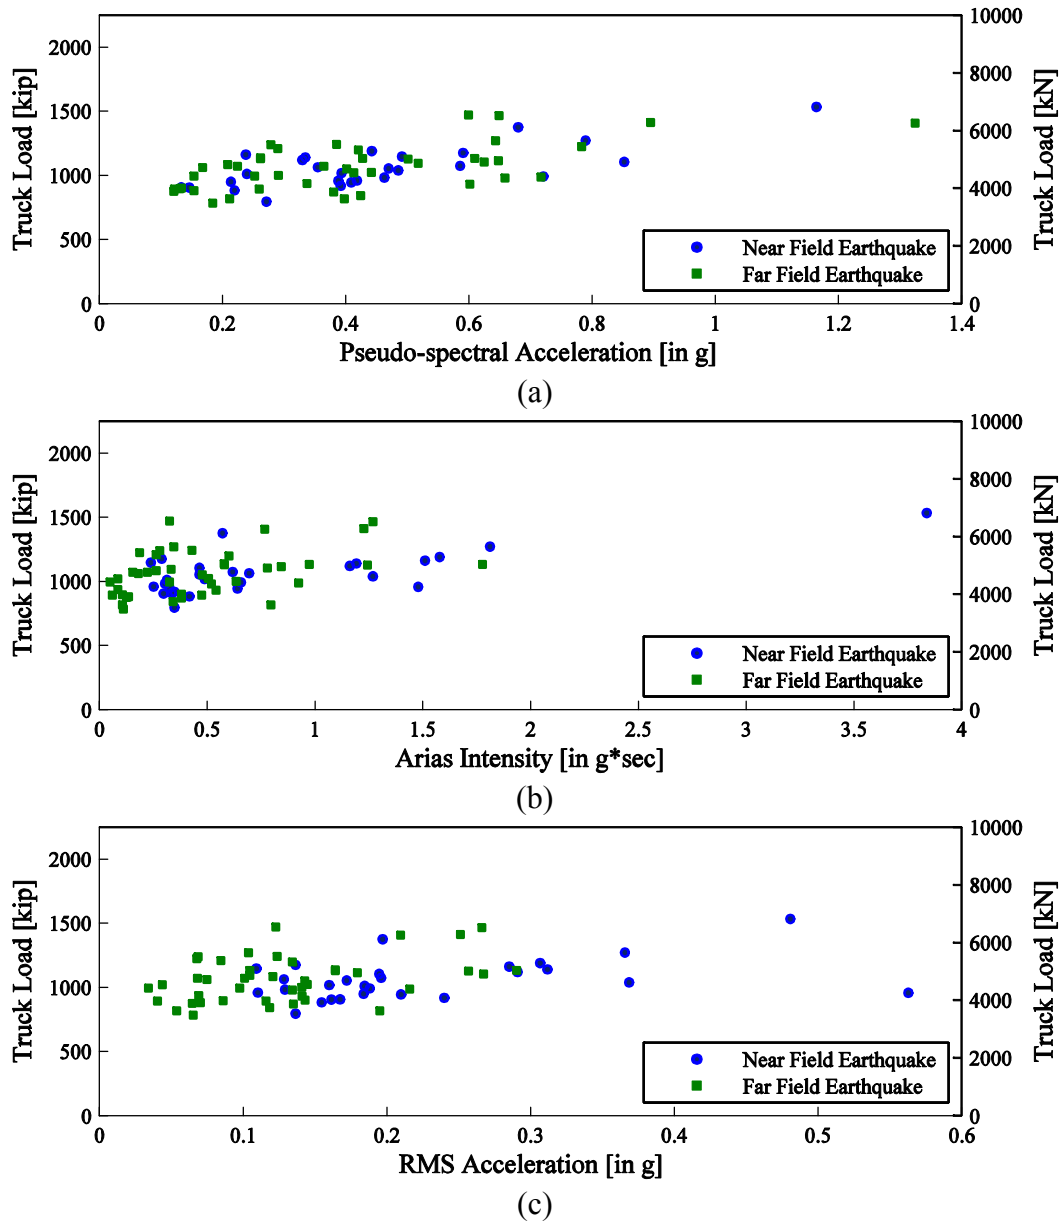 2000
1500
1000
500
0
Truck Load [kip]
10000
8000
6000
4000
2000
0
Truck Load [kN]
Near Field Earthquake
Far Field Earthquake
0 0.2 0.4 0.6 0.8 1 1.2 1.4
Pseudo-spectral Acceleration [in g]
(a)
2000
1500
1000
500
0
Truck Load [kip]
10000
8000
6000
4000
2000
0
Truck Load [kN]
Near Field Earthquake
Far Field Earthquake
0 0.5 1 1.5 2 2.5 3 3.5 4
Arias Intensity [in g*sec]
(b)
2000
1500
1000
500
0
Truck Load [kip]
10000
8000
6000
4000
2000
0
Truck Load [kN]
Near Field Earthquake
Far Field Earthquake
0 0.1 0.2 0.3 0.4 0.5 0.6
RMS Acceleration [in g]
(c)